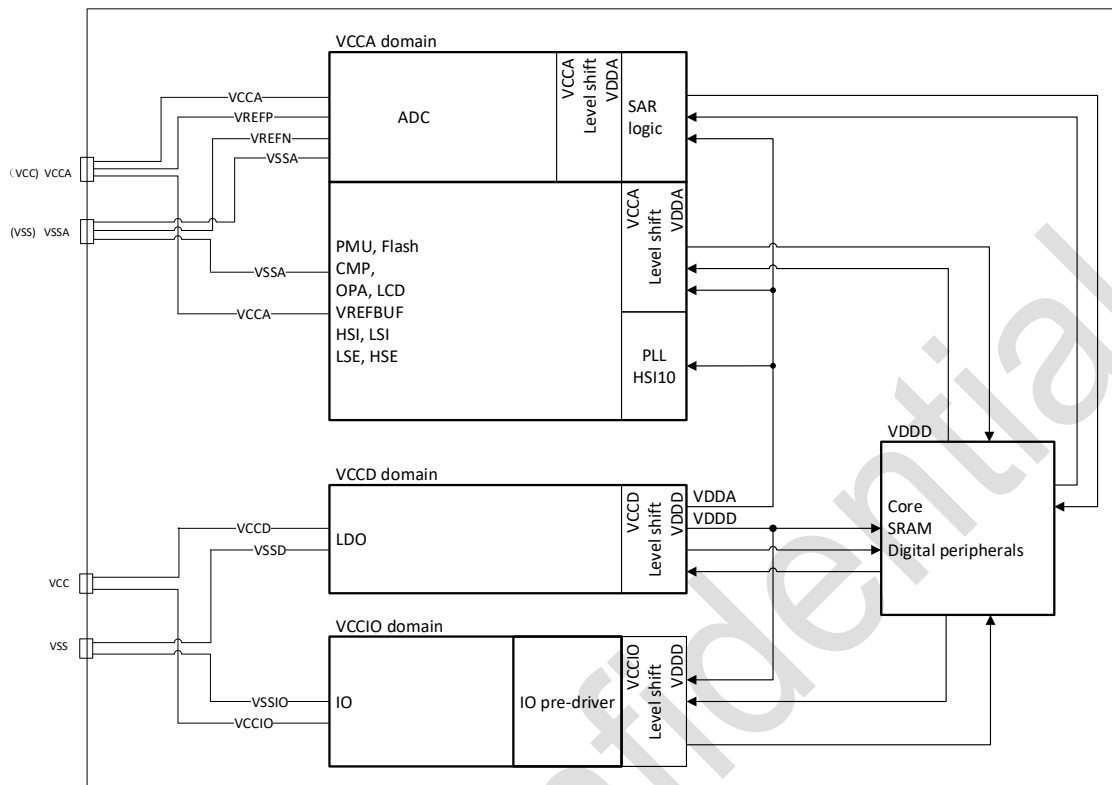 VCCA domain
VCCA
VREFP
VREFN
VSSA
ADC
VCCA
Level shift
VDDA
SAR
logic
(VCC) VCCA
(VSS) VSSA
VSSA
VCCA
PMU, Flash
CMP,
OPA, LCD
VREFBUF
HSI, LSI
LSE, HSE
VCCA
Level shift
VDDA
PLL
HSI10
VDDD
Core
SRAM
Digital peripherals
VCCD domain
VCCD
VSSD
LDO
VCCD
Level shift
VDDD
VDDA
VDDD
VCC
VSS
VCCIO domain
VSSIO
VCCIO
IO
IO pre-driver
VCCIO
Level shift
VDDD
nfidential